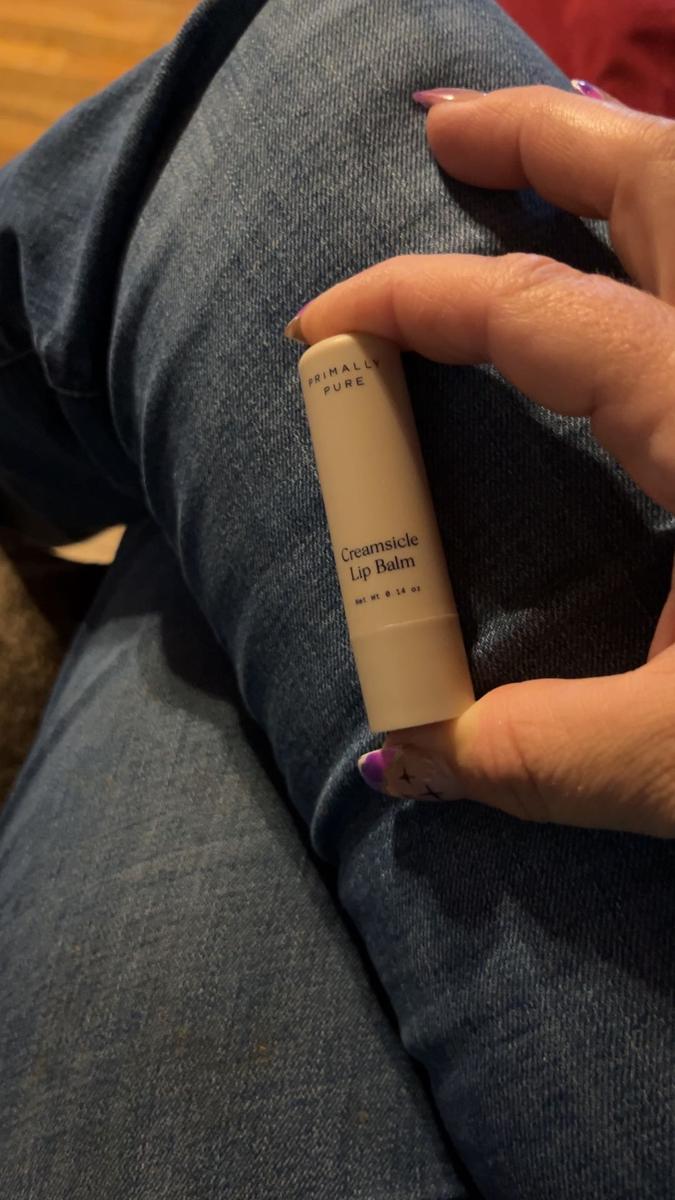 PRIMALLY
PURE
Creamsicle
Lip Balm
Net Wt 0.14 oz